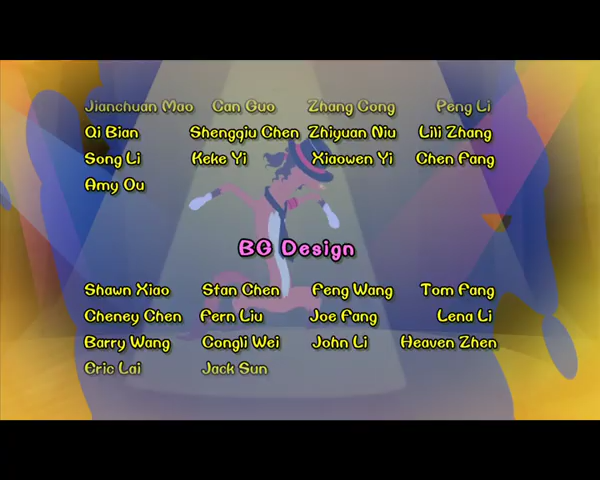 Jianchuan Mao Can Guo Zhang Cong Peng Li
Qi Bian Shengqiu Chen Zhiyuan Niu Lili Zhang
Song Li Keke Yi Xiaowen Yi Chen Fang
Amy Ou
BG Design
Shawn Xiao Stan Chen Feng Wang Tom Fang
Cheney Chen Fern Liu Joe Fang Lena Li
Barry Wang Congli Wei John Li Heaven Zhen
Eric Lai Jack Sun